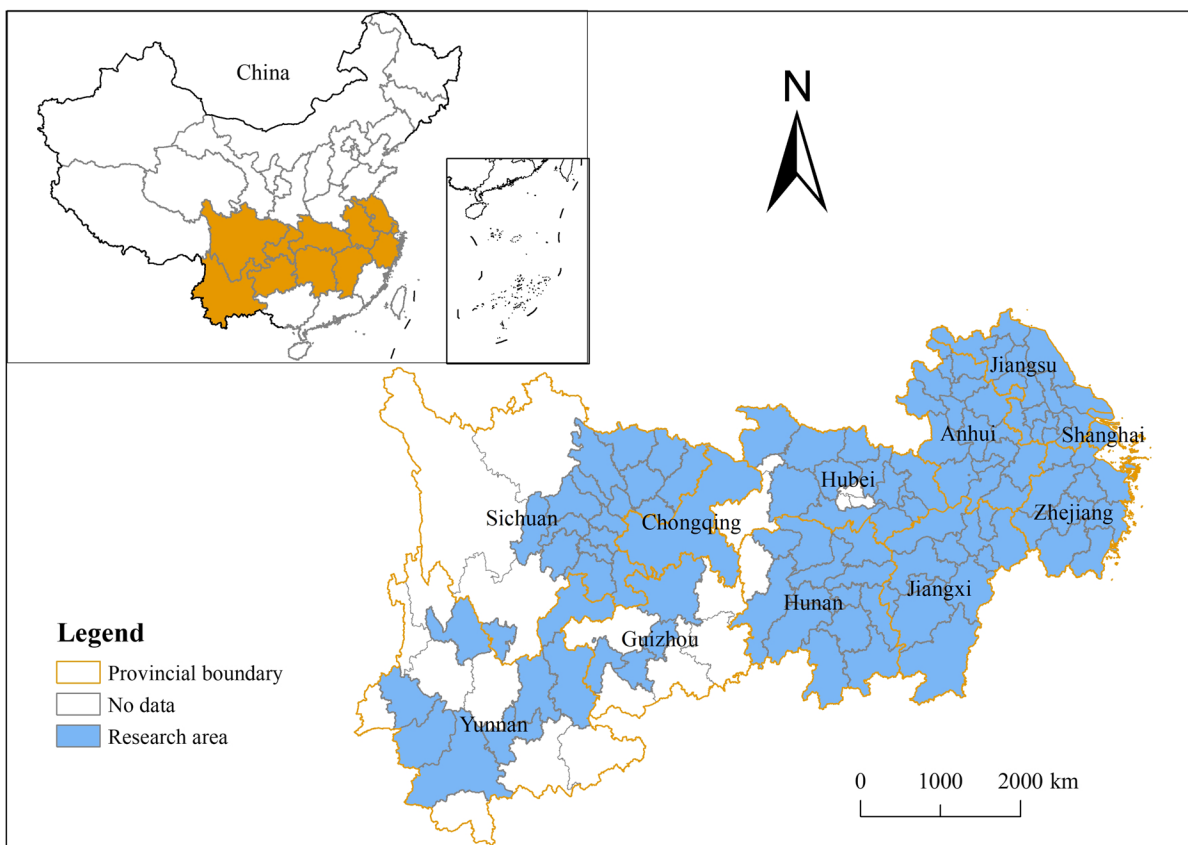 China
N
Jiangsu
Anhui
Shanghai
Hubei
Sichuan
Chongqing
Zhejiang
Hunan
Jiangxi
Guizhou
Yunnan
Legend
Provincial boundary
No data
Research area
0 1000 2000 km